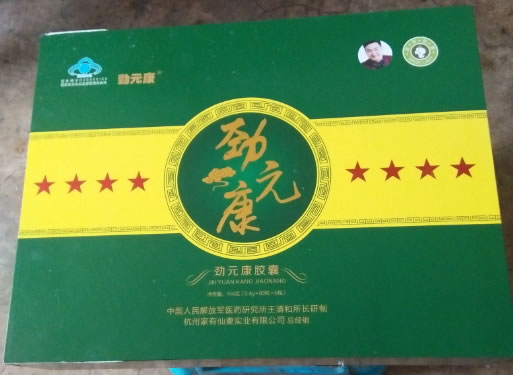 劲元康
劲元康
劲元康胶囊
JIN YUAN KANG JIAONANG
中国人民解放军医药研究所王清和所长研制
杭州家有仙妻实业有限公司 总经销